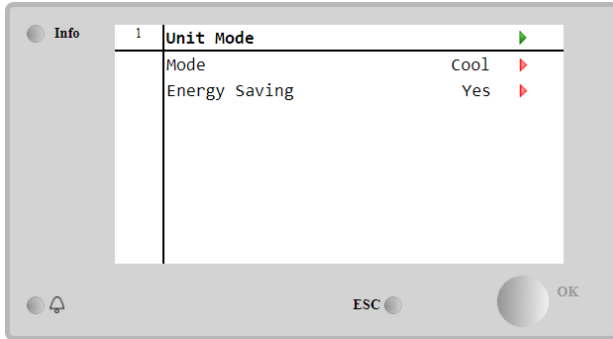 Info
1 Unit Mode
Mode Cool
Energy Saving Yes
ESC
OK